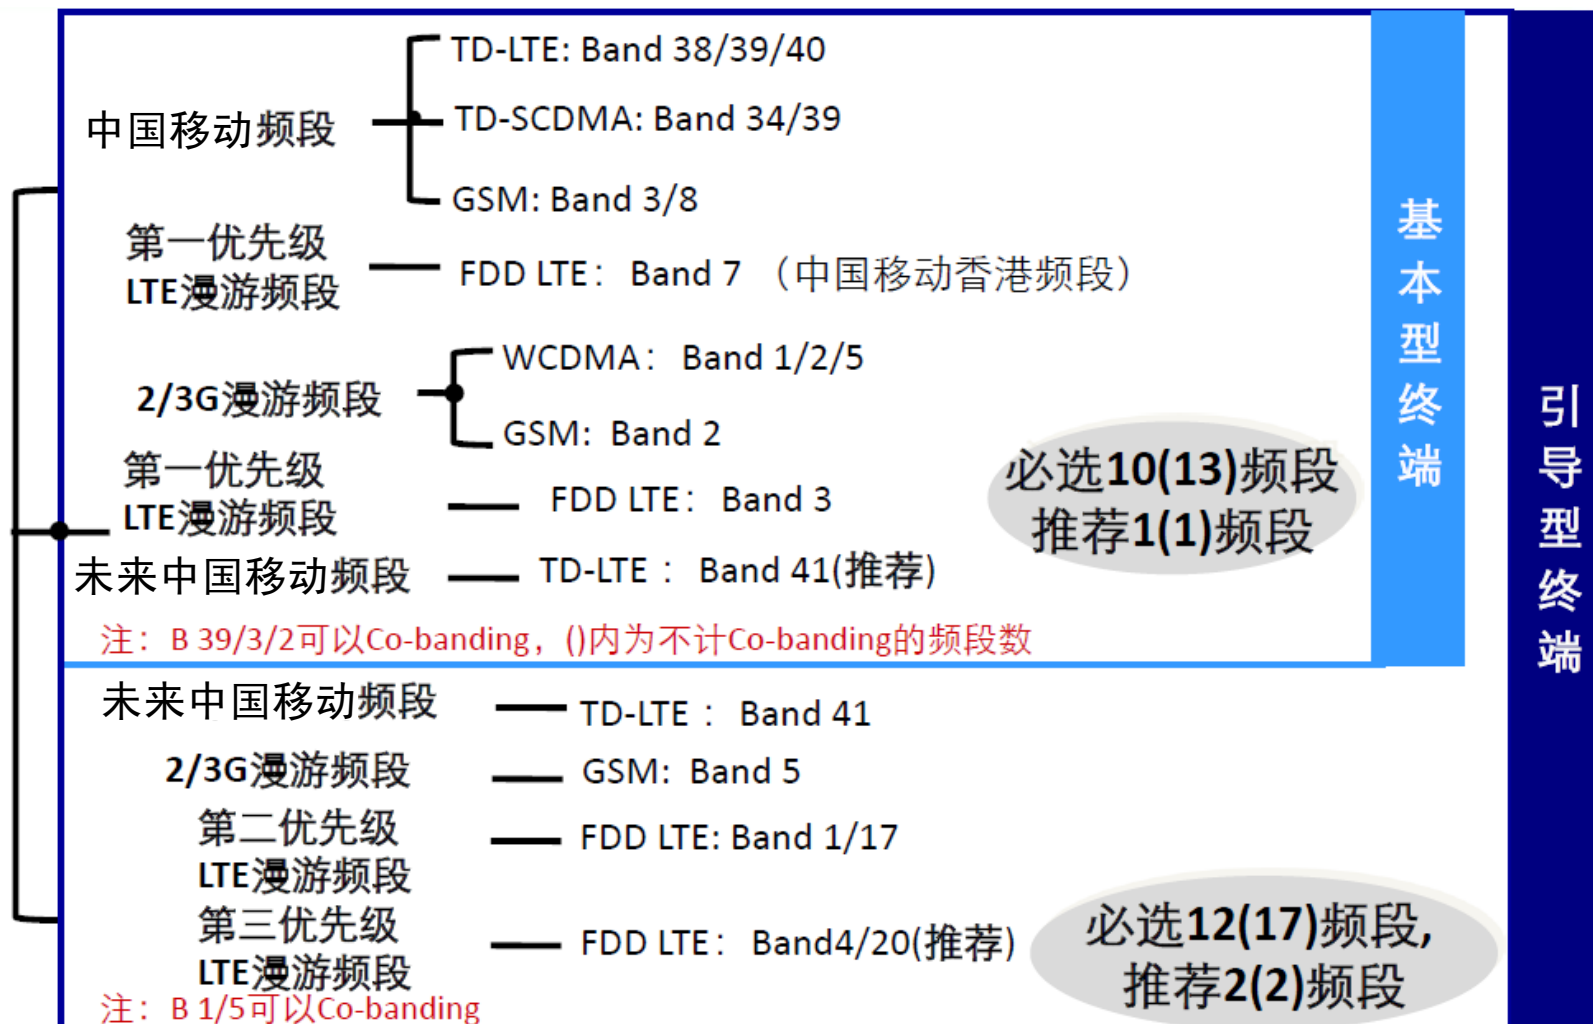 中国移动频段
TD-LTE: Band 38/39/40
TD-SCDMA: Band 34/39
GSM: Band 3/8
第一优先级
LTE漫游频段
FDD LTE： Band 7 （中国移动香港频段）
2/3G漫游频段
WCDMA： Band 1/2/5
GSM: Band 2
第一优先级
LTE漫游频段
FDD LTE： Band 3
未来中国移动频段
TD-LTE ： Band 41(推荐)
必选10(13)频段
推荐1(1)频段
注：B 39/3/2可以Co-banding，()内为不计Co-banding的频段数
基本型终端
未来中国移动频段
TD-LTE ： Band 41
2/3G漫游频段
GSM: Band 5
第二优先级
LTE漫游频段
FDD LTE: Band 1/17
第三优先级
LTE漫游频段
FDD LTE： Band4/20(推荐)
必选12(17)频段,
推荐2(2)频段
注：B 1/5可以Co-banding
引导型终端